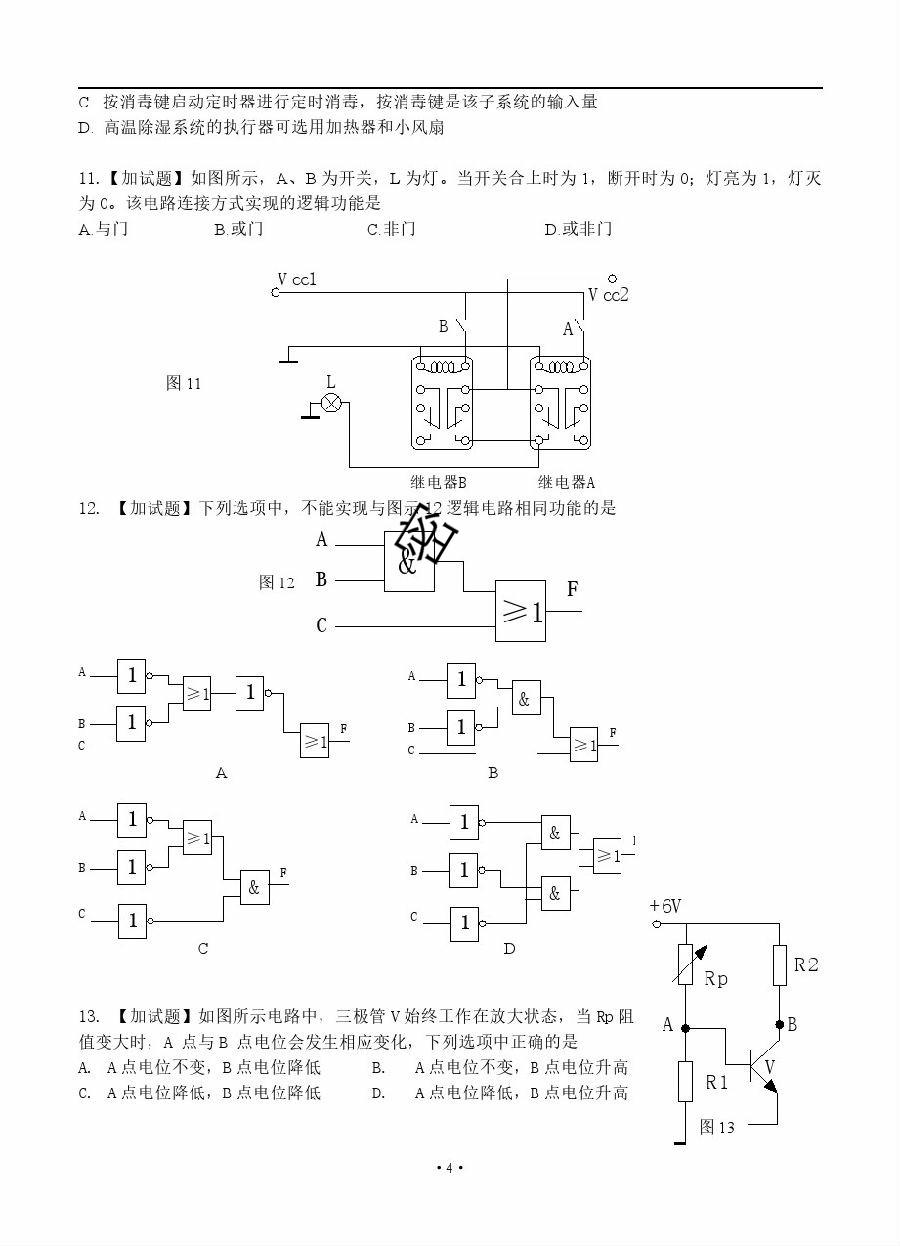 C 按消毒键启动定时器进行定时消毒，按消毒键是该子系统的输入量
D. 高温除湿系统的执行器可选用加热器和小风扇
11.【加试题】如图所示，A、B 为开关，L 为灯。当开关合上时为 1，断开时为 0；灯亮为 1，灯灭
为 0。该电路连接方式实现的逻辑功能是
A.与门 B.或门 C.非门 D.或非门
V cc1
V cc2
B
A
图 11
L
继电器B 继电器A
12. 【加试题】下列选项中，不能实现与图示 12 逻辑电路相同功能的是
A
&
图 12 B
F
≥1
C
A 1
≥1 1
B 1
C
≥1 F
A
A 1
&
B 1
C
≥1 F
B
A 1
≥1
B 1
& F
C 1
C
A 1
&
≥1
B 1
&
C 1
D
+6V
Rp R2
A B
V
R1
图 13
13. 【加试题】如图所示电路中，三极管 V 始终工作在放大状态，当 Rp 阻
值变大时，A 点与 B 点电位会发生相应变化，下列选项中正确的是
A. A 点电位不变，B 点电位降低 B. A 点电位不变，B 点电位升高
C. A 点电位降低，B 点电位降低 D. A 点电位降低，B 点电位升高
·4·